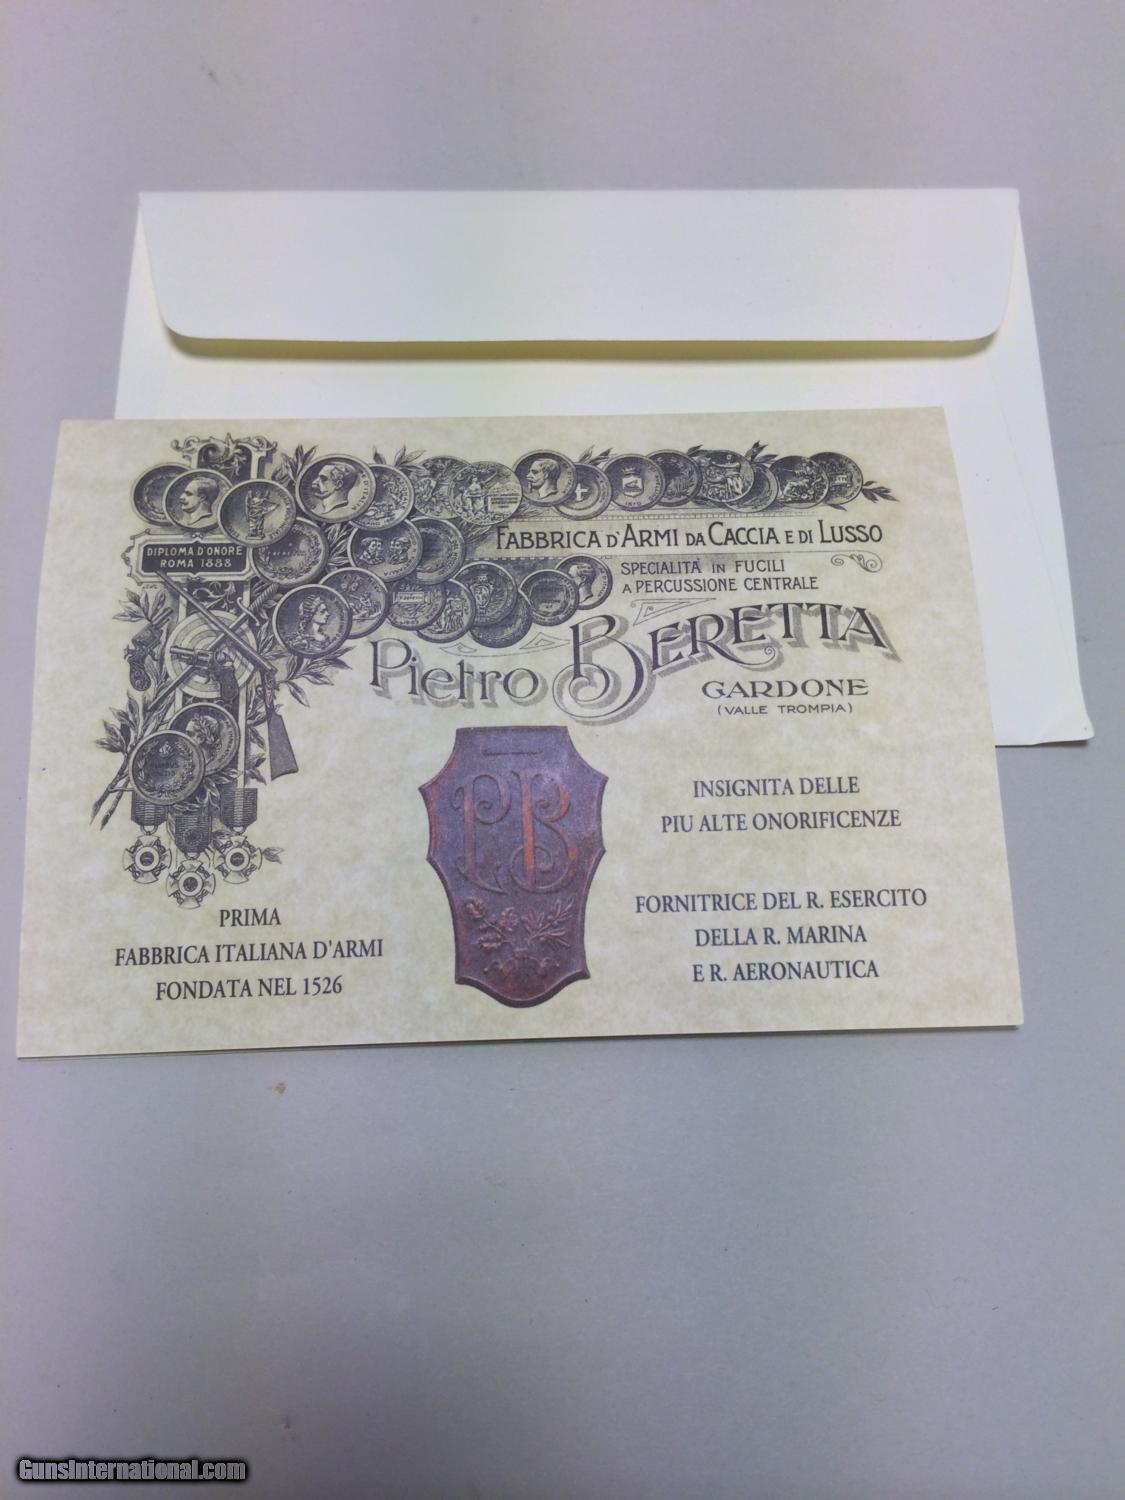 DIPLOMA D'ONORE
ROMA 1888
FABBRICA D'ARMI DA CACCIA E DI LUSSO
SPECIALITÀ IN FUCILI
A PERCUSSIONE CENTRALE
Pietro BERETTA
GARDONE
(VALLE TROMPIA)
PB
INSIGNITA DELLE
PIU ALTE ONORIFICENZE
PRIMA
FABBRICA ITALIANA D'ARMI
FONDATA NEL 1526
FORNITRICE DEL R. ESERCITO
DELLA R. MARINA
E R. AERONAUTICA
GunsInternational.com